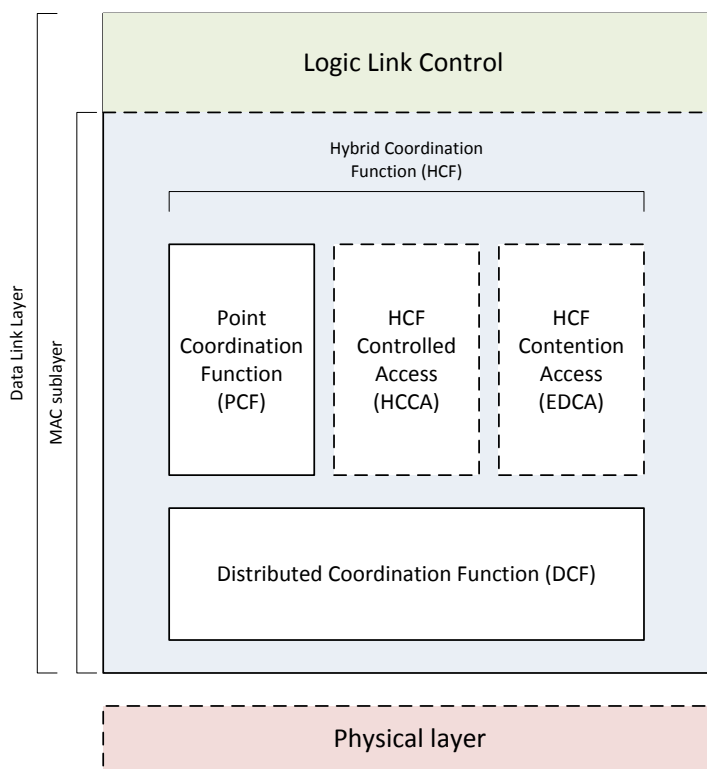 Logic Link Control
Hybrid Coordination
Function (HCF)
Data Link Layer
MAC sublayer
Point
Coordination
Function
(PCF)
HCF
Controlled
Access
(HCCA)
HCF
Contention
Access
(EDCA)
Distributed Coordination Function (DCF)
Physical layer